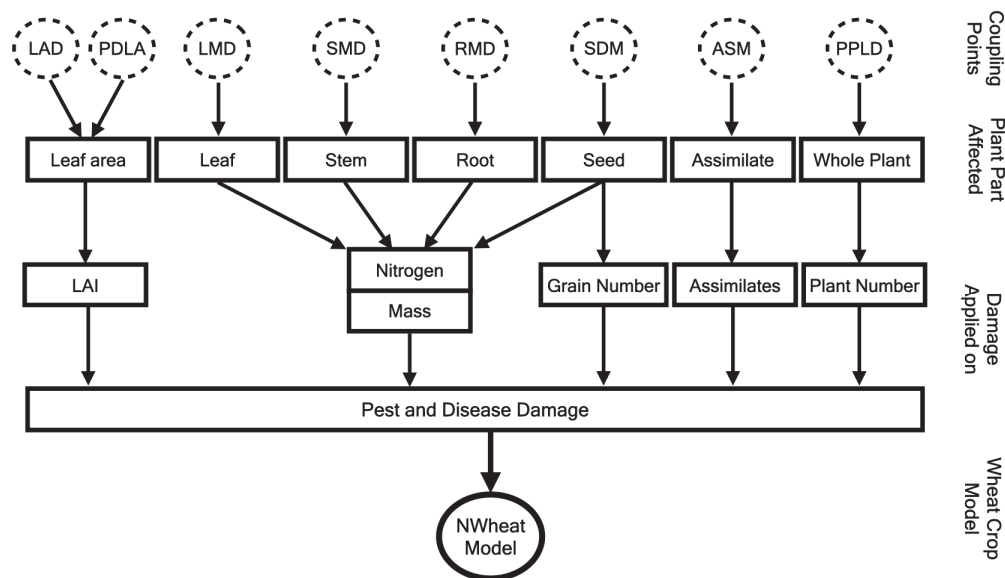 LAD
PDLA
LMD
SMD
RMD
SDM
ASM
PPLD
Coupling
Points
Leaf area
Leaf
Stem
Root
Seed
Assimilate
Whole Plant
Plant Part
Affected
LAI
Nitrogen
Mass
Grain Number
Assimilates
Plant Number
Damage
Applied on
Pest and Disease Damage
NWheat
Model
Wheat Crop
Model